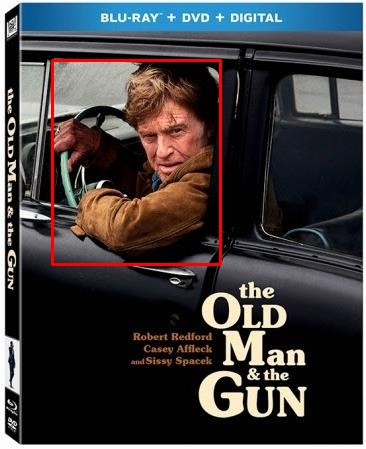 BLU-RAY + DVD + DIGITAL
the OLD MAN & the GUN
the
OLD
MAN
& the
GUN
Robert Redford
Casey Affleck
and Sissy Spacek